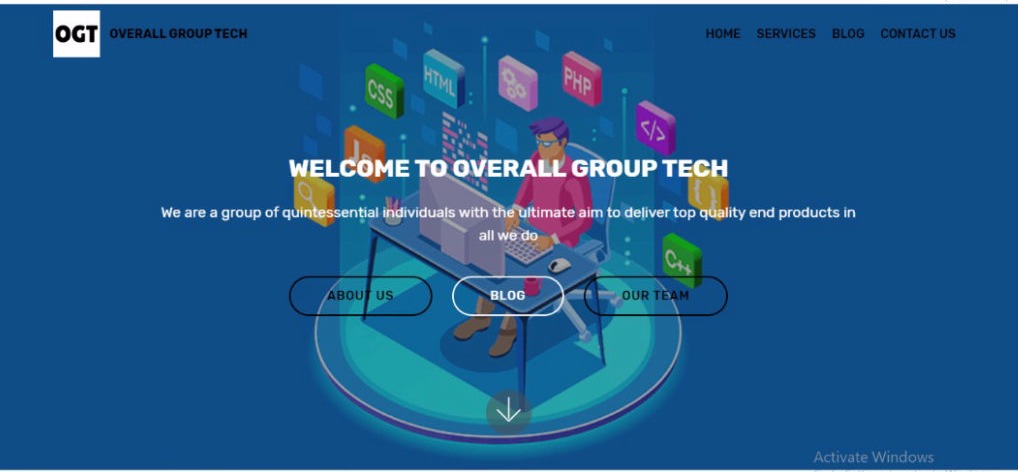 OGT OVERALL GROUP TECH
HOME SERVICES BLOG CONTACT US
CSS
HTML
PHP
</>
WELCOME TO OVERALL GROUP TECH
We are a group of quintessential individuals with the ultimate aim to deliver top quality end products in
all we do
C++
ABOUT US BLOG OUR TEAM
Activate Windows